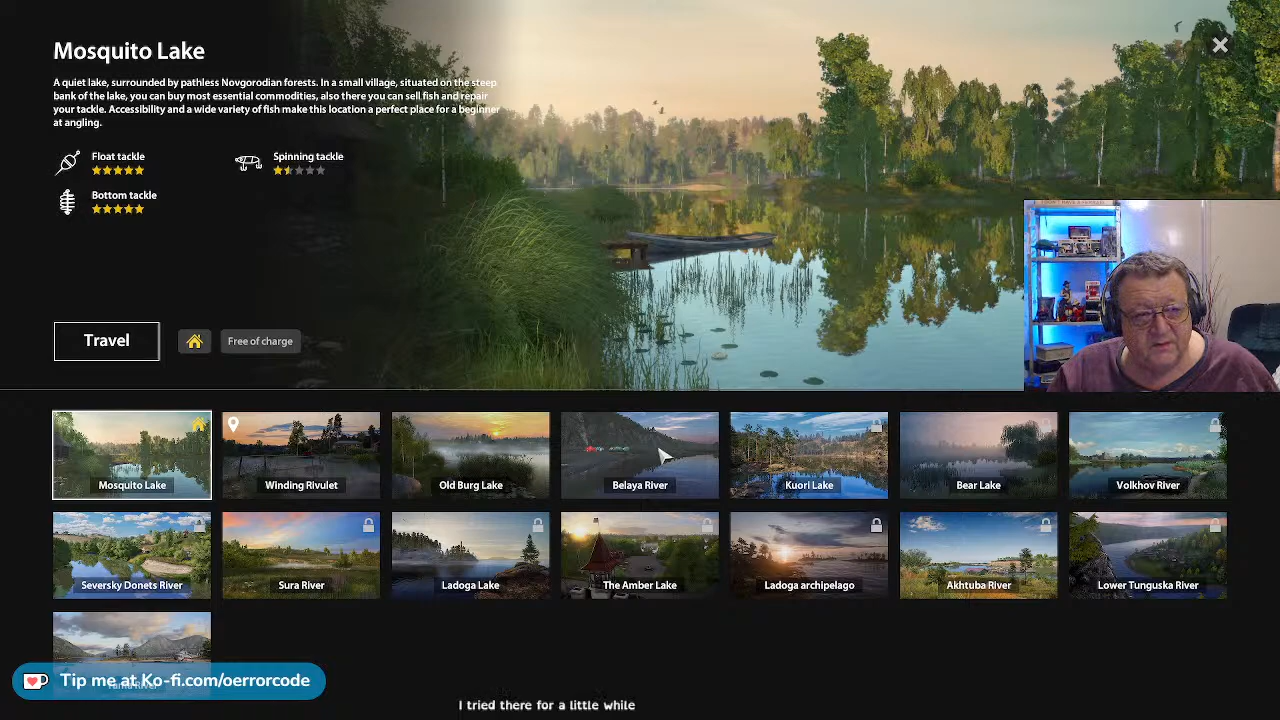 Mosquito Lake
A quiet lake, surrounded by pathless Novgorodian forests. In a small village, situated on the steep
bank of the lake, you can buy most essential commodities, also there you can sell fish and repair
your tackle. Accessibility and a wide variety of fish make this location a perfect place for a beginner
at angling.
Float tackle
Spinning tackle
Bottom tackle
Travel
Free of charge
Mosquito Lake
Winding Rivulet
Old Burg Lake
Belaya River
Kuori Lake
Bear Lake
Volkhov River
Seversky Donets River
Sura River
Ladoga Lake
The Amber Lake
Ladoga archipelago
Akhtuba River
Lower Tunguska River
Tip me at Ko-fi.com/oerrorcode
I tried there for a little while